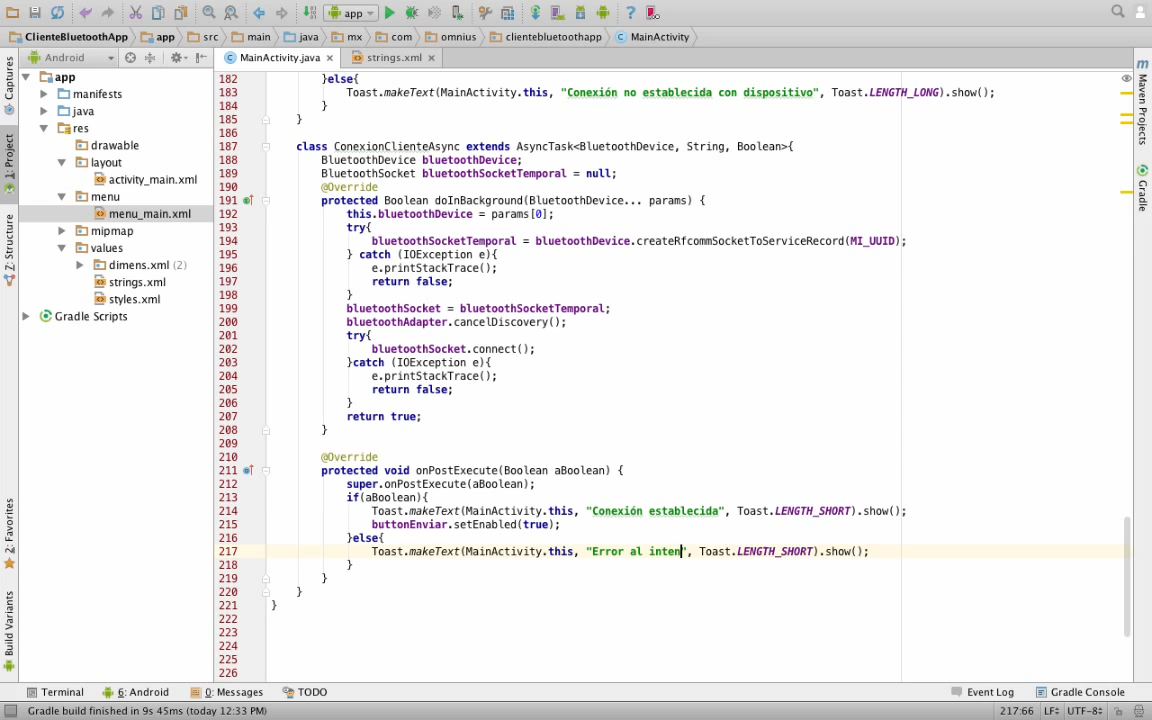 app
ClienteBluetoothApp app src main java mx com omnius clientebluetoothapp MainActivity
Android
MainActivity.java
strings.xml
Captures
1: Project
Z: Structure
2: Favorites
Build Variants
app
manifests
java
res
drawable
layout
activity_main.xml
menu
menu_main.xml
mipmap
values
dimens.xml (2)
strings.xml
styles.xml
Gradle Scripts
182 }else{
183 Toast.makeText(MainActivity.this, "Conexión no establecida con dispositivo", Toast.LENGTH_LONG).show();
184 }
185 }
186
187 class ConexionClienteAsync extends AsyncTask<BluetoothDevice, String, Boolean>{
188 BluetoothDevice bluetoothDevice;
189 BluetoothSocket bluetoothSocketTemporal = null;
190 @Override
191 protected Boolean doInBackground(BluetoothDevice... params) {
192 this.bluetoothDevice = params[0];
193 try{
194 bluetoothSocketTemporal = bluetoothDevice.createRfcommSocketToServiceRecord(MI_UUID);
195 } catch (IOException e){
196 e.printStackTrace();
197 return false;
198 }
199 bluetoothSocket = bluetoothSocketTemporal;
200 bluetoothAdapter.cancelDiscovery();
201 try{
202 bluetoothSocket.connect();
203 }catch (IOException e){
204 e.printStackTrace();
205 return false;
206 }
207 return true;
208 }
209
210 @Override
211 protected void onPostExecute(Boolean aBoolean) {
212 super.onPostExecute(aBoolean);
213 if(aBoolean){
214 Toast.makeText(MainActivity.this, "Conexión establecida", Toast.LENGTH_SHORT).show();
215 buttonEnviar.setEnabled(true);
216 }else{
217 Toast.makeText(MainActivity.this, "Error al inten", Toast.LENGTH_SHORT).show();
218 }
219 }
220 }
221 }
222
223
224
225
226
Maven Projects
Gradle
Terminal 6: Android 0: Messages TODO Event Log Gradle Console
Gradle build finished in 9s 45ms (today 12:33 PM) 217:66 LF UTF-8